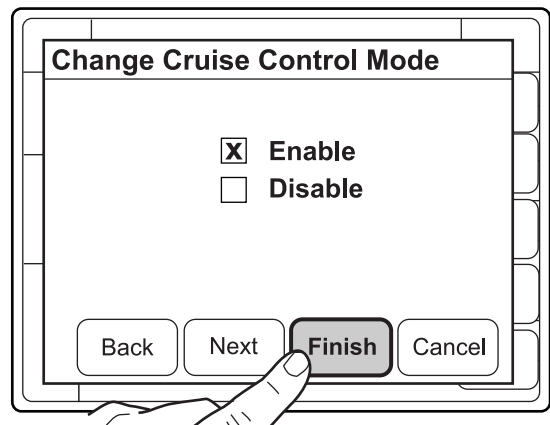 Change Cruise Control Mode
X Enable
Disable
Back Next Finish Cancel